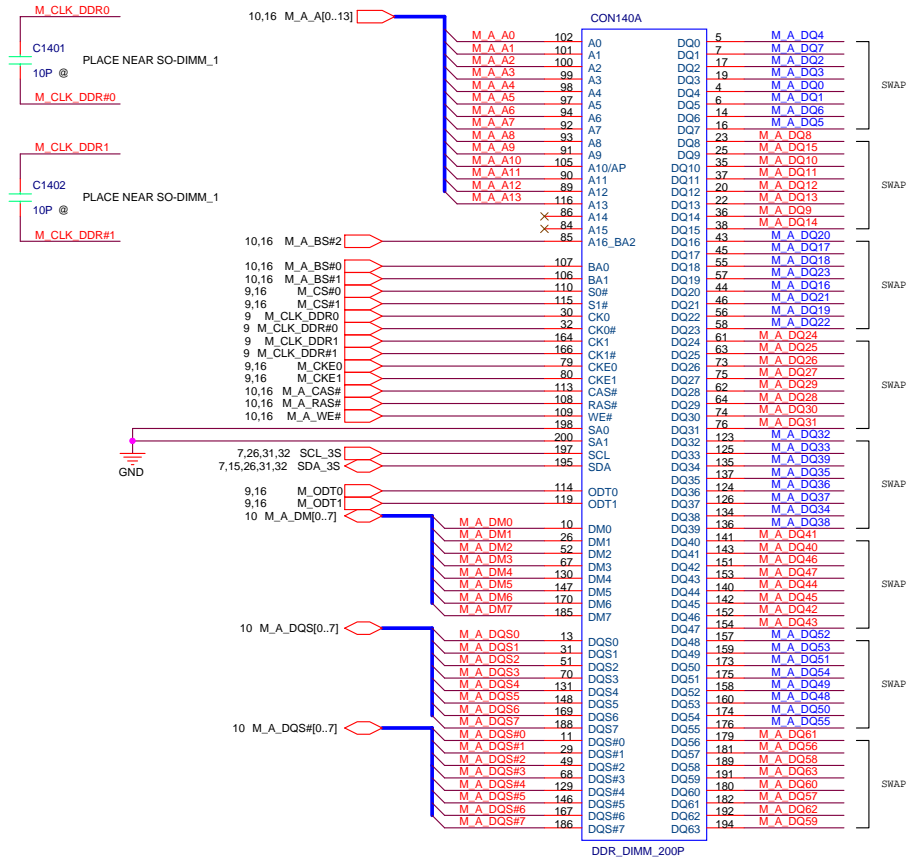 M_CLK_DDR0
C1401
10P @
PLACE NEAR SO-DIMM_1
M_CLK_DDR#0
M_CLK_DDR1
C1402
10P @
PLACE NEAR SO-DIMM_1
M_CLK_DDR#1
10,16 M_A_A[0..13]
CON140A
M_A_A0 102 A0 DQ0 5 M_A_DQ4
M_A_A1 101 A1 DQ1 7 M_A_DQ7
M_A_A2 100 A2 DQ2 17 M_A_DQ2
M_A_A3 99 A3 DQ3 19 M_A_DQ3
M_A_A4 98 A4 DQ4 4 M_A_DQ0
M_A_A5 97 A5 DQ5 6 M_A_DQ1
M_A_A6 94 A6 DQ6 14 M_A_DQ6
M_A_A7 92 A7 DQ7 16 M_A_DQ5
SWAP
M_A_A8 93 A8 DQ8 23 M_A_DQ8
M_A_A9 91 A9 DQ9 25 M_A_DQ15
M_A_A10 105 A10/AP DQ10 35 M_A_DQ10
M_A_A11 90 A11 DQ11 37 M_A_DQ11
M_A_A12 89 A12 DQ12 20 M_A_DQ12
M_A_A13 116 A13 DQ13 22 M_A_DQ13
86 A14 DQ14 36 M_A_DQ9
84 A15 DQ15 38 M_A_DQ14
SWAP
10,16 M_A_BS#2 85 A16_BA2 DQ16 43 M_A_DQ20
DQ17 45 M_A_DQ17
10,16 M_A_BS#0 107 BA0 DQ18 55 M_A_DQ18
10,16 M_A_BS#1 106 BA1 DQ19 57 M_A_DQ23
9,16 M_CS#0 110 S0# DQ20 44 M_A_DQ16
9,16 M_CS#1 115 S1# DQ21 46 M_A_DQ21
9 M_CLK_DDR0 30 CK0 DQ22 56 M_A_DQ19
9 M_CLK_DDR#0 32 CK0# DQ23 58 M_A_DQ22
SWAP
9 M_CLK_DDR1 164 CK1 DQ24 61 M_A_DQ24
9 M_CLK_DDR#1 166 CK1# DQ25 63 M_A_DQ25
9,16 M_CKE0 79 CKE0 DQ26 73 M_A_DQ26
9,16 M_CKE1 80 CKE1 DQ27 75 M_A_DQ27
10,16 M_A_CAS# 113 CAS# DQ28 62 M_A_DQ29
10,16 M_A_RAS# 108 RAS# DQ29 64 M_A_DQ28
10,16 M_A_WE# 109 WE# DQ30 74 M_A_DQ30
198 SA0 DQ31 76 M_A_DQ31
SWAP
200 SA1 DQ32 123 M_A_DQ32
GND
7,26,31,32 SCL_3S 197 SCL DQ33 125 M_A_DQ33
7,15,26,31,32 SDA_3S 195 SDA DQ34 135 M_A_DQ39
DQ35 137 M_A_DQ35
9,16 M_ODT0 114 ODT0 DQ36 124 M_A_DQ36
9,16 M_ODT1 119 ODT1 DQ37 126 M_A_DQ37
10 M_A_DM[0..7] DQ38 134 M_A_DQ34
M_A_DM0 10 DM0 DQ39 136 M_A_DQ38
SWAP
M_A_DM1 26 DM1 DQ40 141 M_A_DQ41
M_A_DM2 52 DM2 DQ41 143 M_A_DQ40
M_A_DM3 67 DM3 DQ42 151 M_A_DQ46
M_A_DM4 130 DM4 DQ43 153 M_A_DQ47
M_A_DM5 147 DM5 DQ44 140 M_A_DQ44
M_A_DM6 170 DM6 DQ45 142 M_A_DQ45
M_A_DM7 185 DM7 DQ46 152 M_A_DQ42
10 M_A_DQS[0..7] DQ47 154 M_A_DQ43
SWAP
M_A_DQS0 13 DQS0 DQ48 157 M_A_DQ52
M_A_DQS1 31 DQS1 DQ49 159 M_A_DQ53
M_A_DQS2 51 DQS2 DQ50 173 M_A_DQ51
M_A_DQS3 70 DQS3 DQ51 175 M_A_DQ54
M_A_DQS4 131 DQS4 DQ52 158 M_A_DQ49
M_A_DQS5 148 DQS5 DQ53 160 M_A_DQ48
M_A_DQS6 169 DQS6 DQ54 174 M_A_DQ50
M_A_DQS7 188 DQS7 DQ55 176 M_A_DQ55
SWAP
10 M_A_DQS#[0..7]
M_A_DQS#0 11 DQS#0 DQ56 179 M_A_DQ61
M_A_DQS#1 29 DQS#1 DQ57 181 M_A_DQ56
M_A_DQS#2 49 DQS#2 DQ58 189 M_A_DQ58
M_A_DQS#3 68 DQS#3 DQ59 191 M_A_DQ63
M_A_DQS#4 129 DQS#4 DQ60 180 M_A_DQ60
M_A_DQS#5 146 DQS#5 DQ61 182 M_A_DQ57
M_A_DQS#6 167 DQS#6 DQ62 192 M_A_DQ62
M_A_DQS#7 186 DQS#7 DQ63 194 M_A_DQ59
SWAP
DDR_DIMM_200P